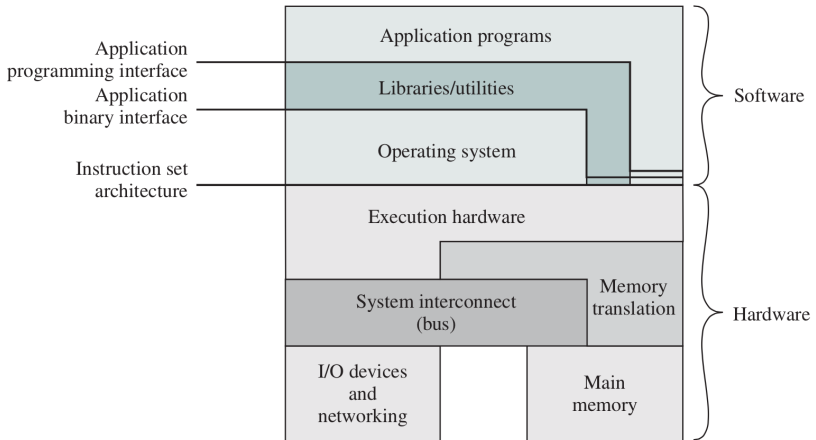 Application programs
Application
programming interface
Libraries/utilities
Application
binary interface
Software
Operating system
Instruction set
architecture
Execution hardware
Memory
translation
System interconnect
(bus)
Hardware
I/O devices
and
networking
Main
memory